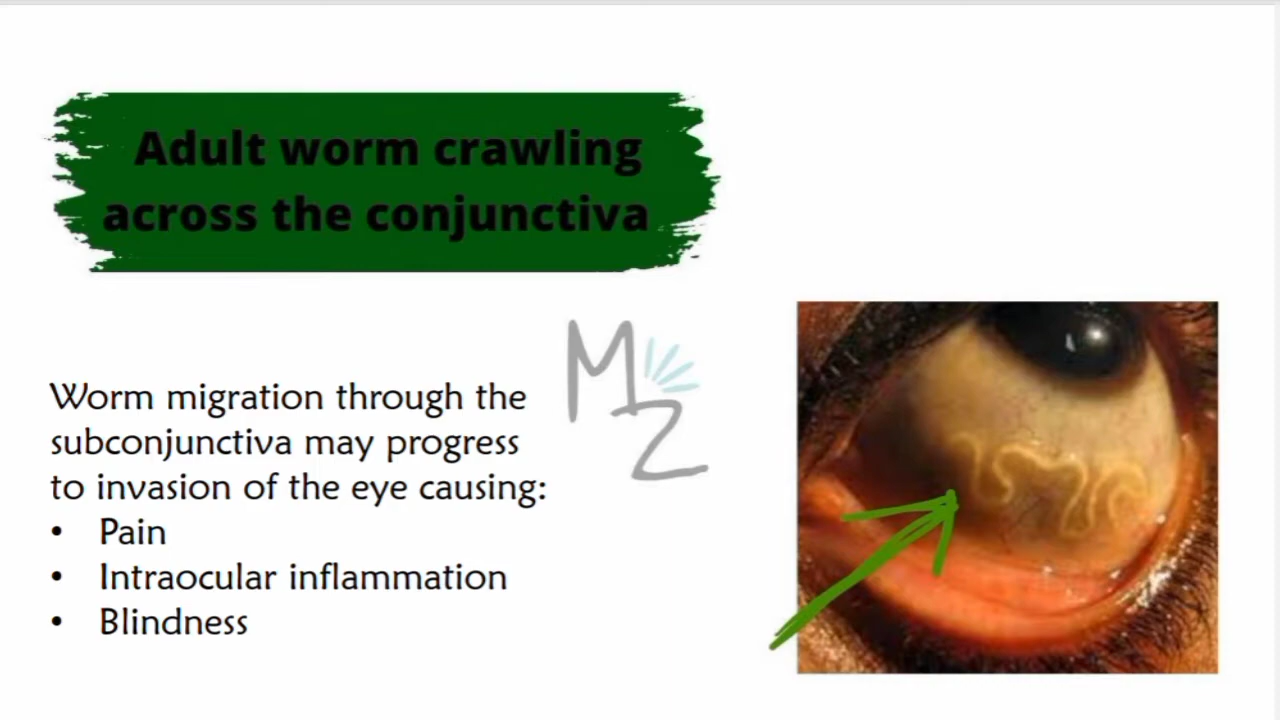 Adult worm crawling
across the conjunctiva
MZ
Worm migration through the
subconjunctiva may progress
to invasion of the eye causing:
• Pain
• Intraocular inflammation
• Blindness